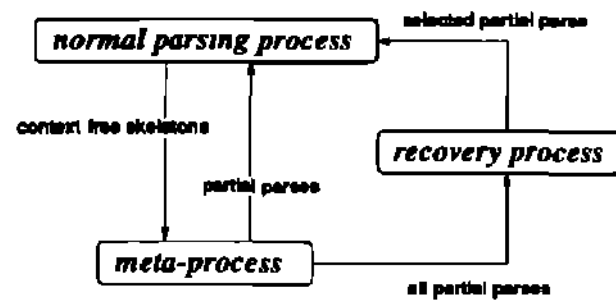 selected partial parse
normal parsing process
context free skeletons
recovery process
partial parses
meta-process
all partial parses